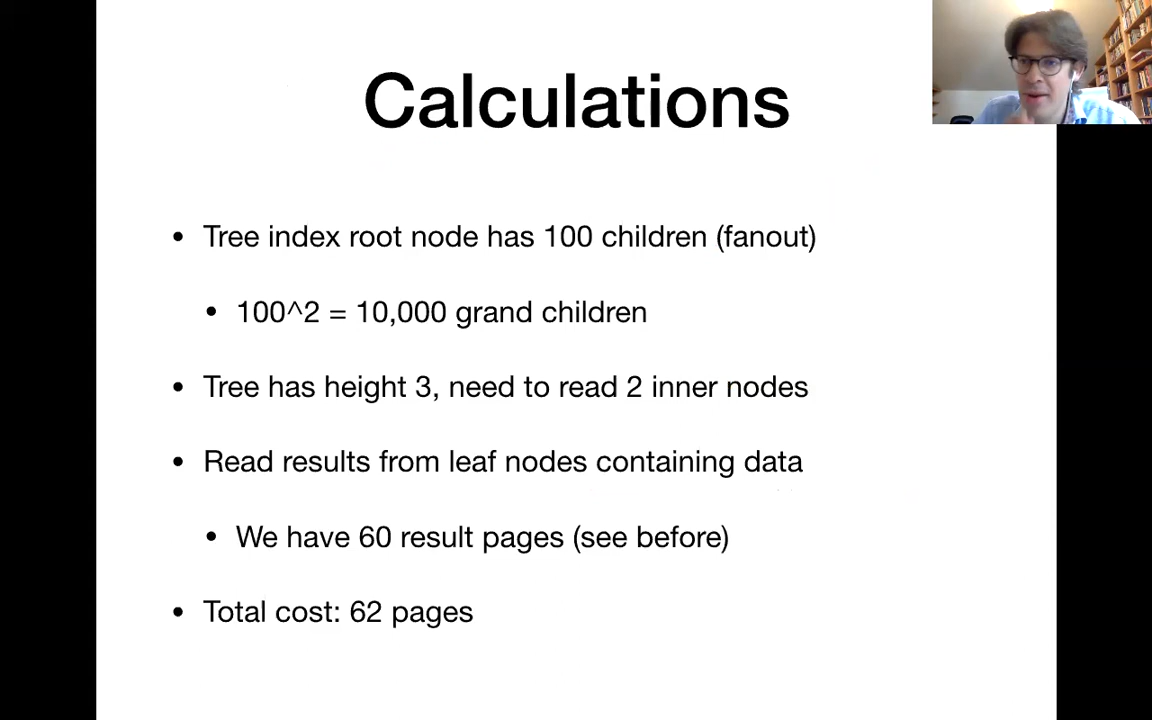 Calculations
• Tree index root node has 100 children (fanout)
• 100^2 = 10,000 grand children
• Tree has height 3, need to read 2 inner nodes
• Read results from leaf nodes containing data
• We have 60 result pages (see before)
• Total cost: 62 pages